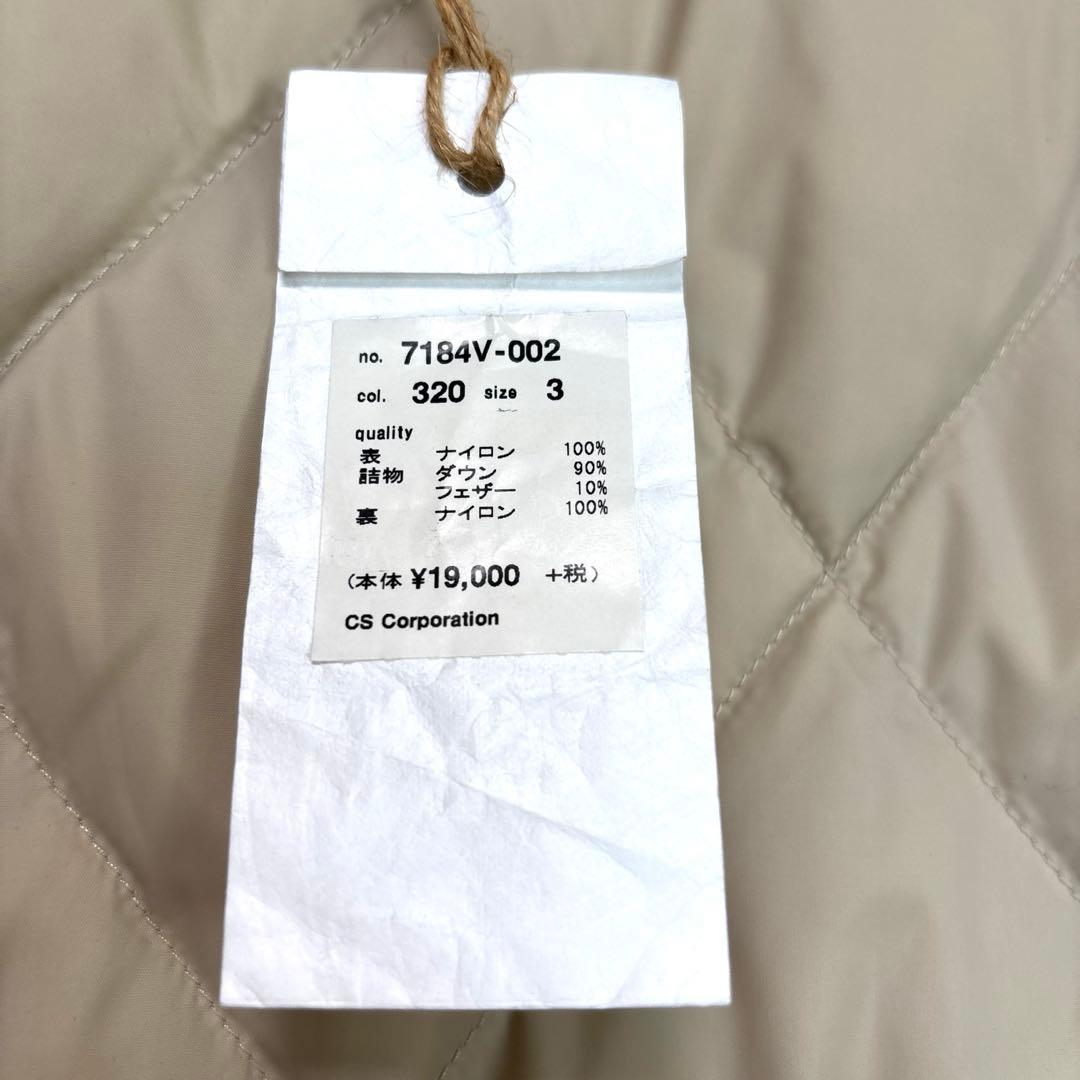 no. 7184V-002
col. 320 size 3
quality
表 ナイロン 100%
詰物 ダウン 90%
フェザー 10%
裏 ナイロン 100%
(本体 ¥19,000 +税)
CS Corporation